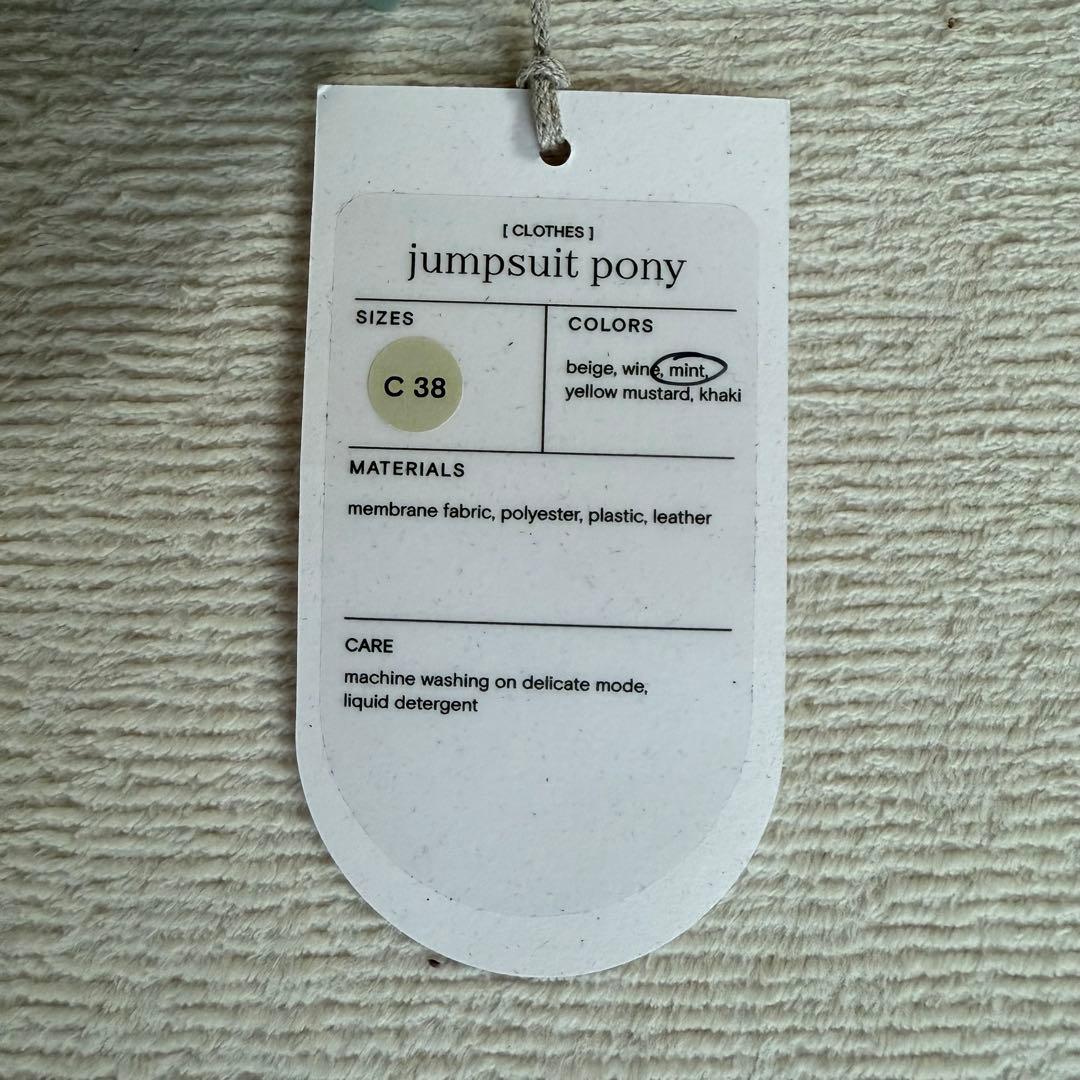 [ CLOTHES ]
jumpsuit pony
SIZES
C 38
COLORS
beige, wine, mint,
yellow mustard, khaki
MATERIALS
membrane fabric, polyester, plastic, leather
CARE
machine washing on delicate mode,
liquid detergent